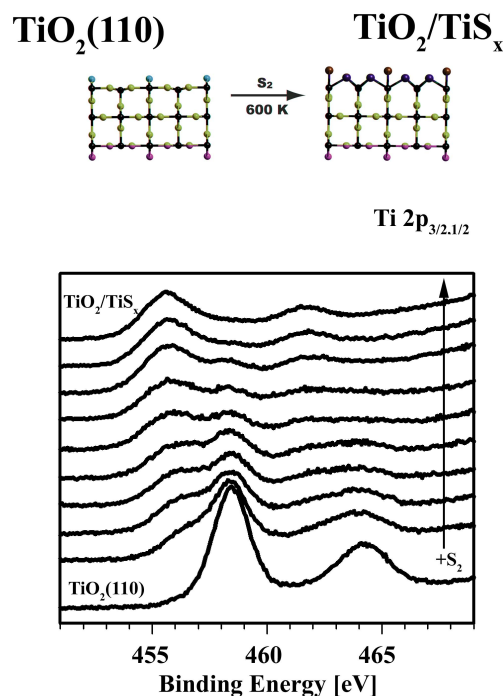 TiO₂(110) TiO₂/TiSₓ
S₂
600 K
Ti 2p₃/₂,₁/₂
TiO₂/TiSₓ
+S₂
TiO₂(110)
455 460 465
Binding Energy [eV]